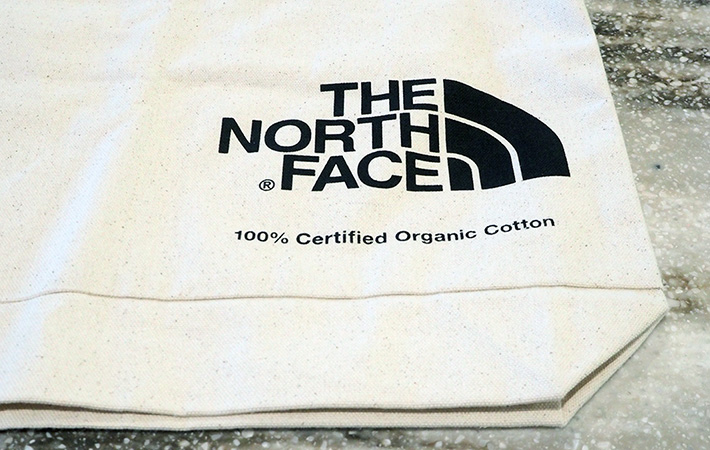 THE
NORTH
® FACE
100% Certified Organic Cotton